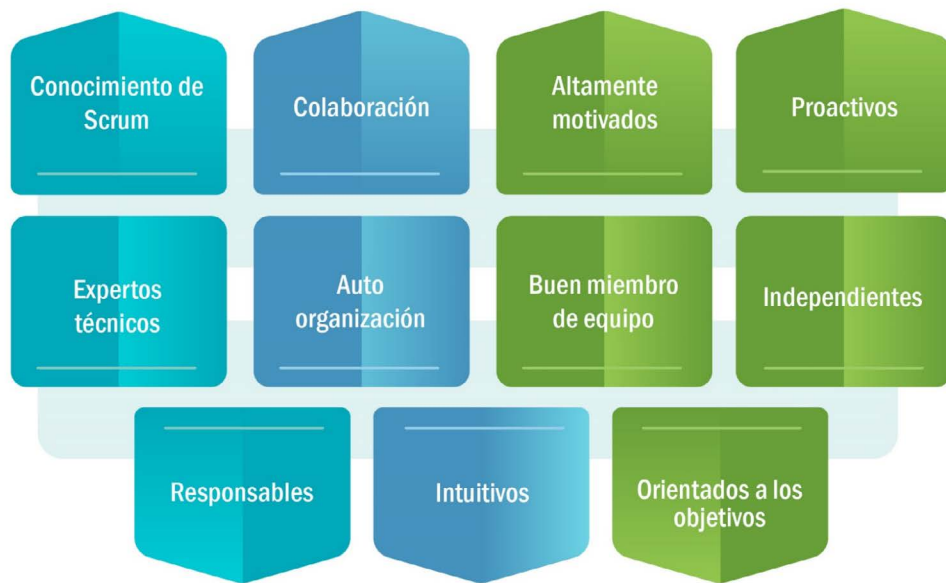 Conocimiento de
Scrum
Colaboración
Altamente
motivados
Proactivos
Expertos
técnicos
Auto
organización
Buen miembro
de equipo
Independientes
Responsables
Intuitivos
Orientados a los
objetivos